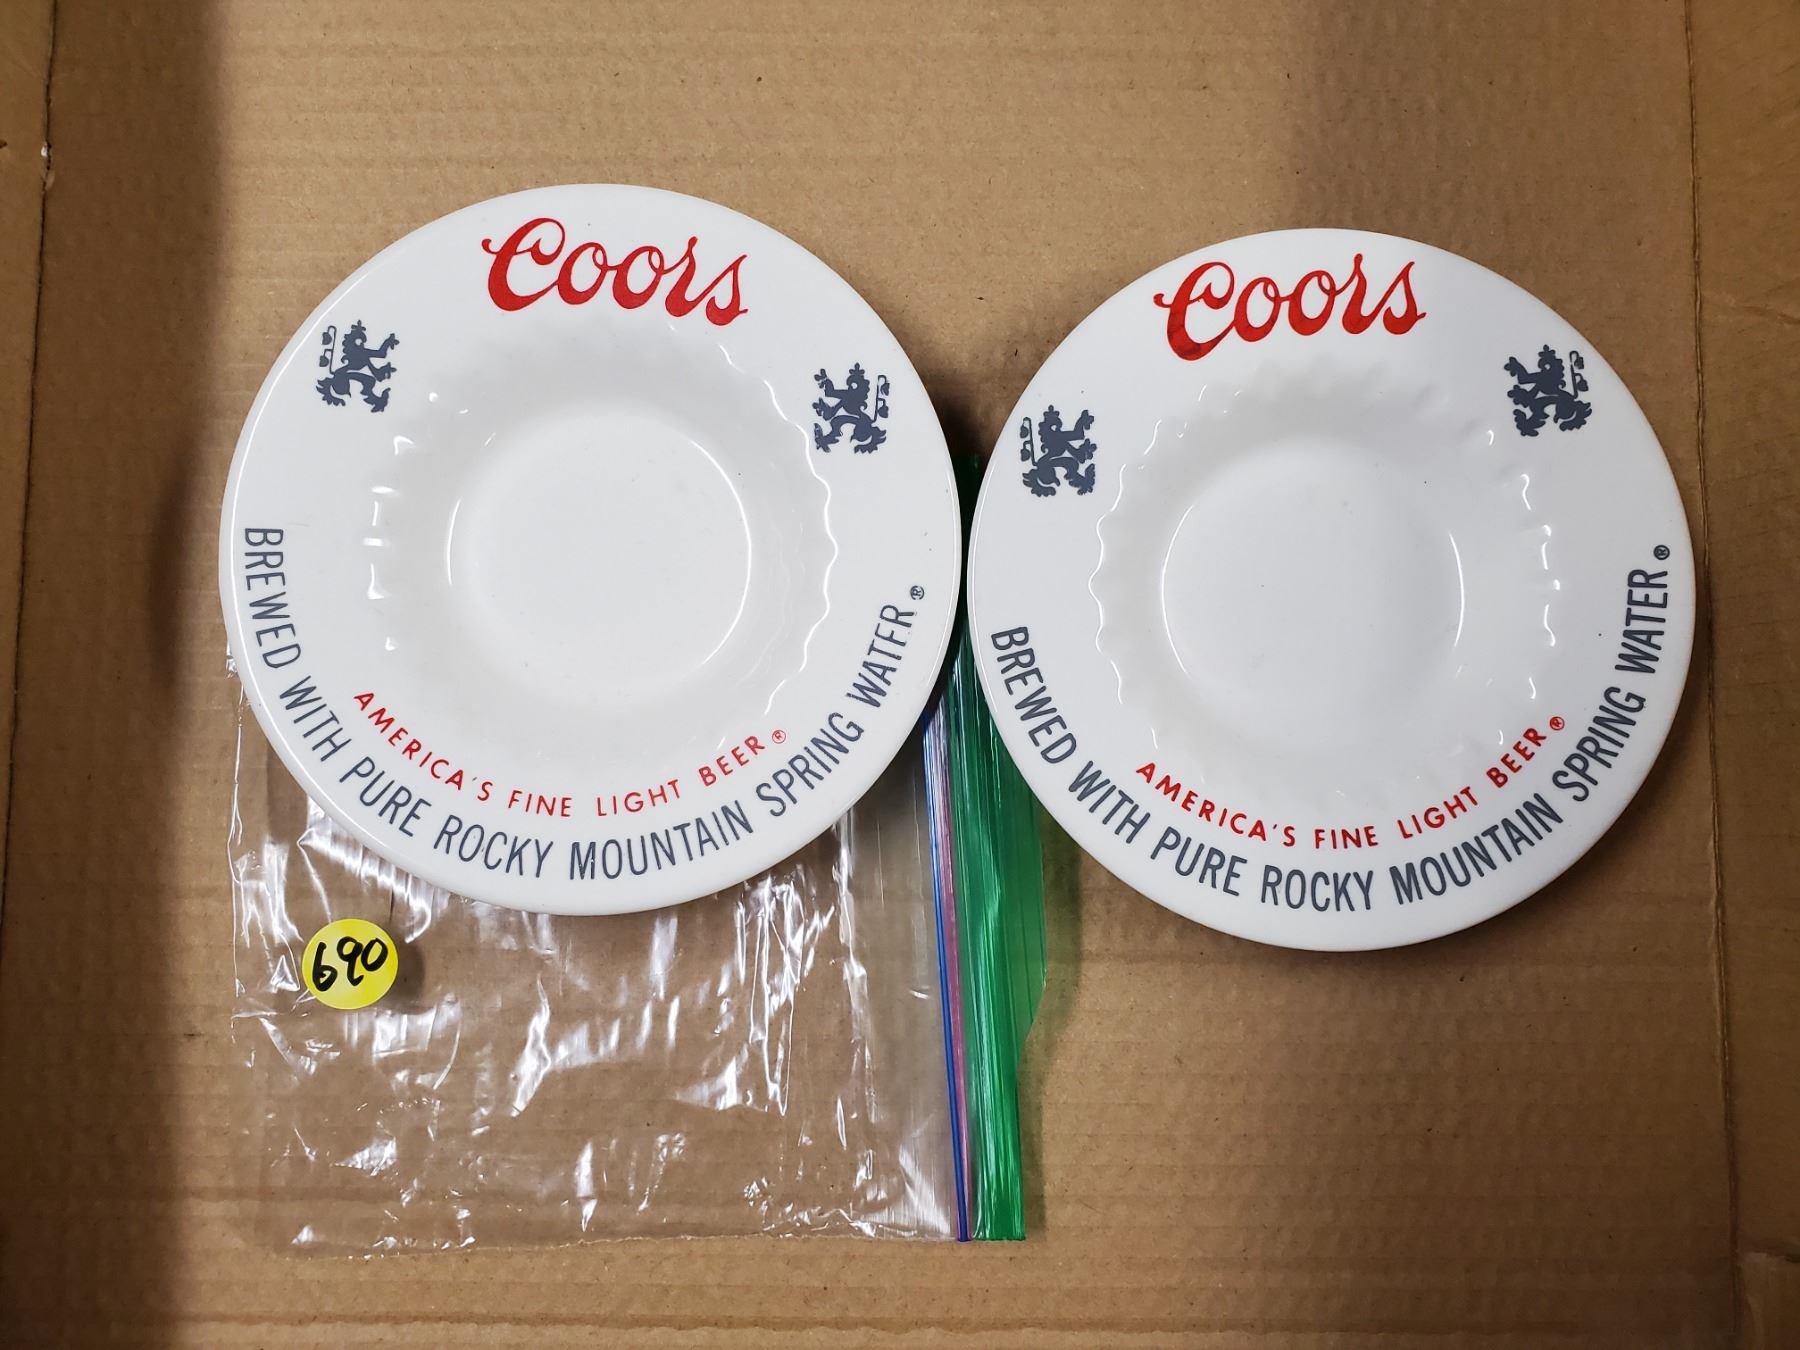 Coors
AMERICA'S FINE LIGHT BEER®
BREWED WITH PURE ROCKY MOUNTAIN SPRING WATER®
Coors
AMERICA'S FINE LIGHT BEER®
BREWED WITH PURE ROCKY MOUNTAIN SPRING WATER®
690